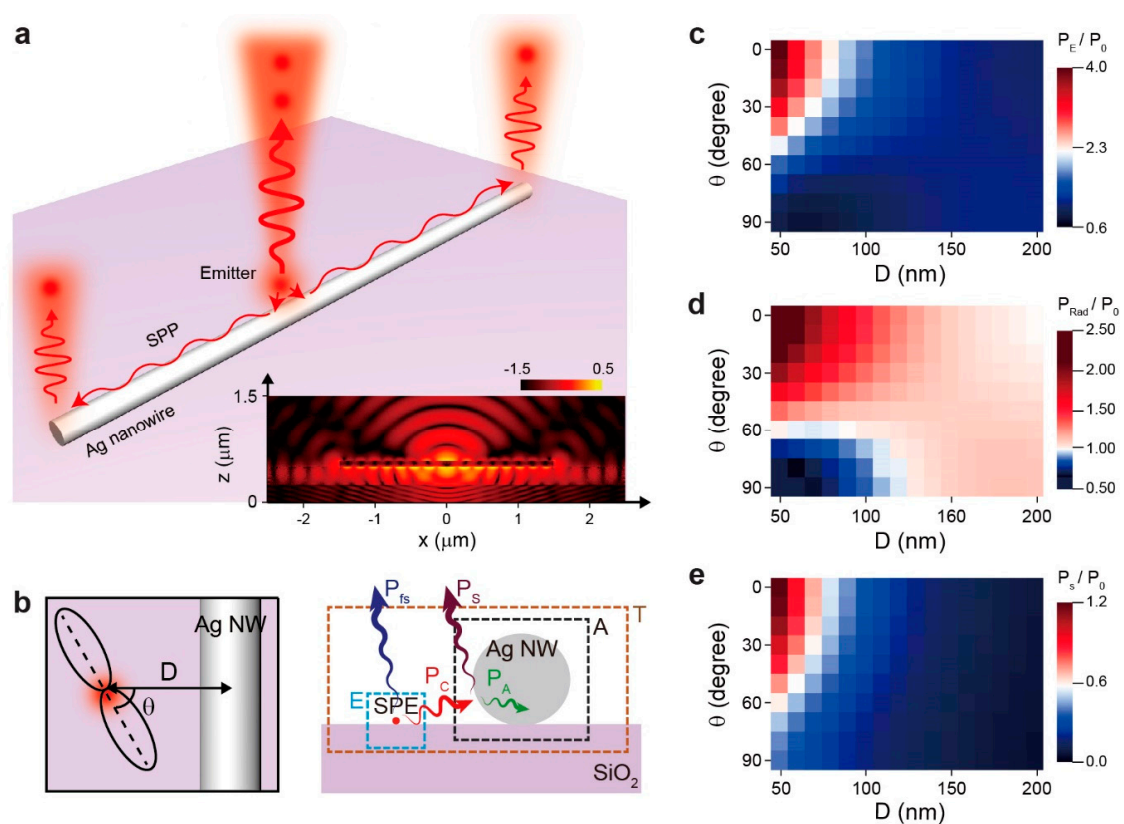 a
Emitter
SPP
Ag nanowire
-1.5 0.5
1.5
z (μm)
0
-2 -1 0 1 2
x (μm)
b
Ag NW
D
θ
P_fs
P_S
T
A
Ag NW
P_C
P_A
E
SPE
SiO₂
c
P_E / P_0
0
30
60
90
θ (degree)
50 100 150 200
D (nm)
4.0
2.3
0.6
d
P_Rad / P_0
0
30
60
90
θ (degree)
50 100 150 200
D (nm)
2.50
2.00
1.50
1.00
0.50
e
P_s / P_0
0
30
60
90
θ (degree)
50 100 150 200
D (nm)
1.2
0.6
0.0